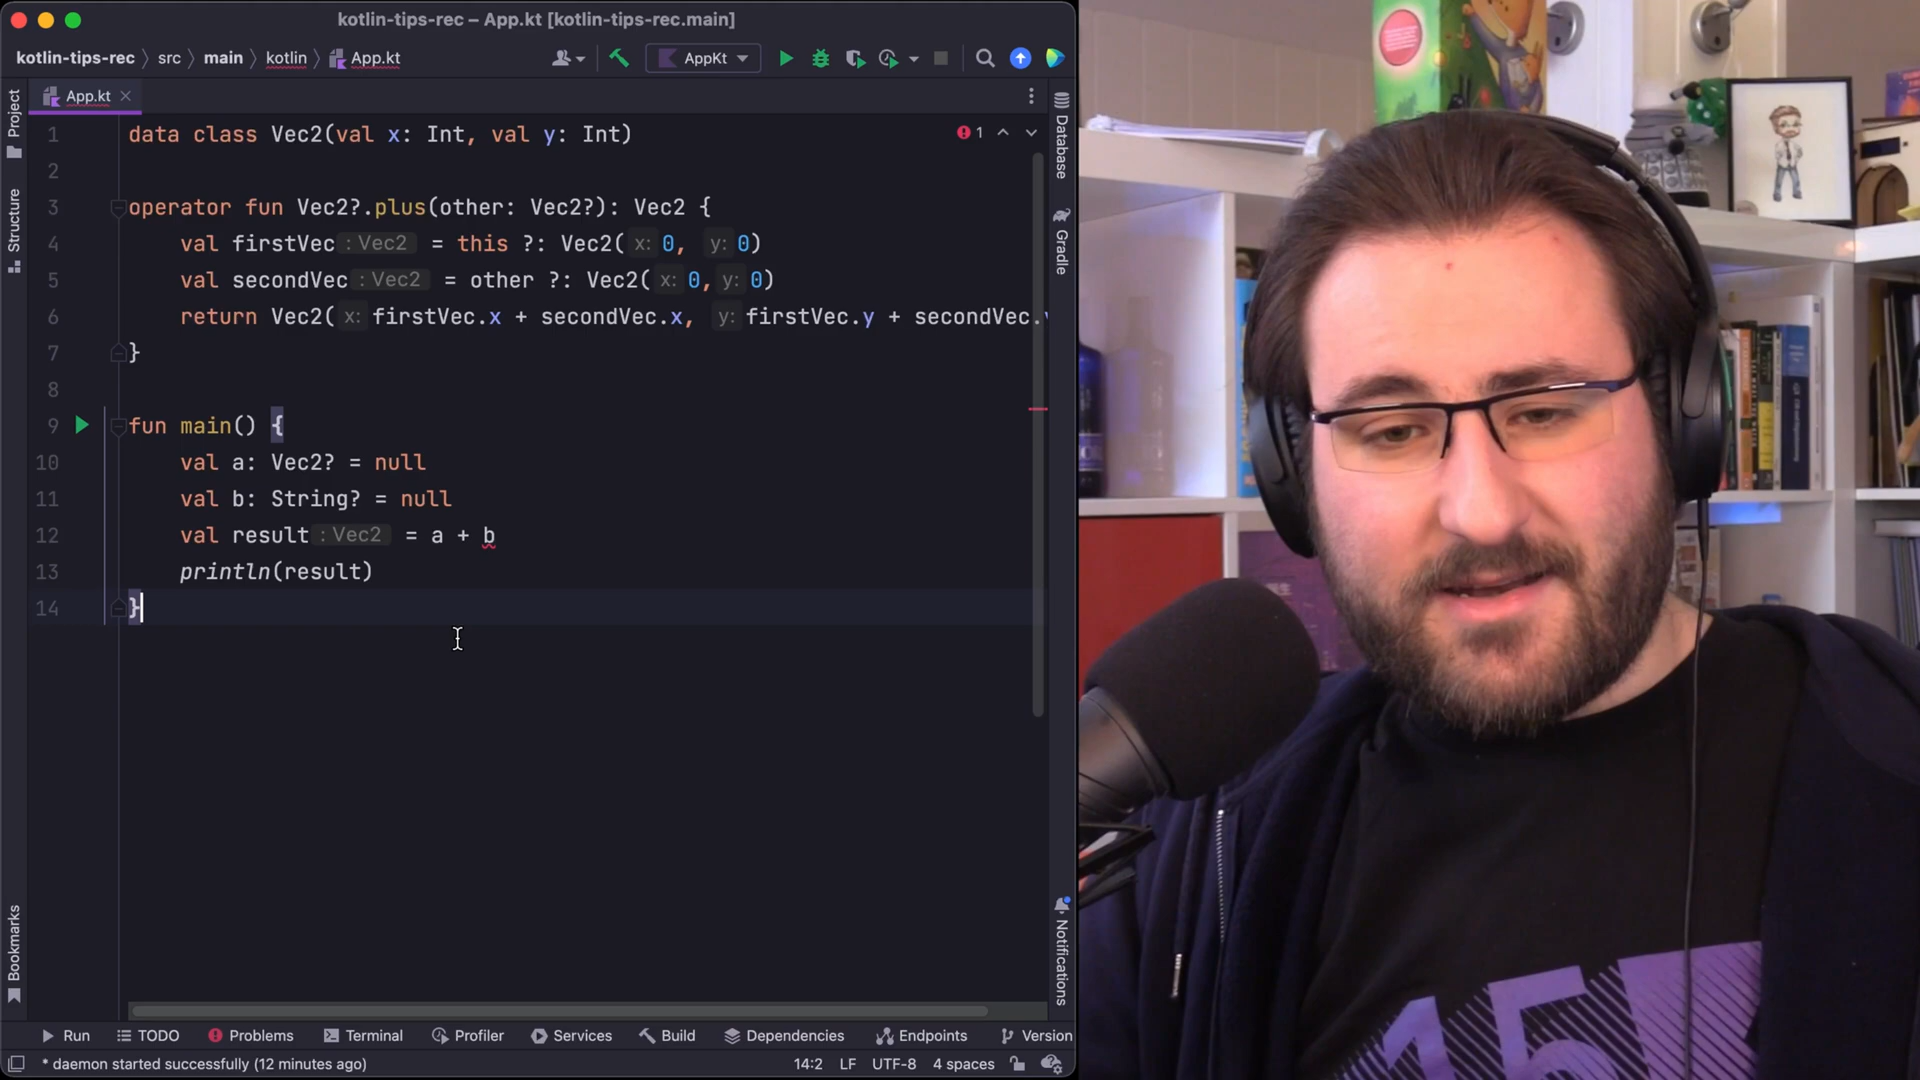 kotlin-tips-rec – App.kt [kotlin-tips-rec.main]
kotlin-tips-rec 〉 src 〉 main 〉 kotlin 〉 App.kt
AppKt
App.kt
Project
Structure
Bookmarks
1 data class Vec2(val x: Int, val y: Int)
1
2
3 operator fun Vec2?.plus(other: Vec2?): Vec2 {
4 val firstVec : Vec2 = this ?: Vec2( x: 0, y: 0)
5 val secondVec : Vec2 = other ?: Vec2( x: 0, y: 0)
6 return Vec2( x: firstVec.x + secondVec.x, y: firstVec.y + secondVec.
7 }
8
9 fun main() {
10 val a: Vec2? = null
11 val b: String? = null
12 val result : Vec2 = a + b
13 println(result)
14 }
Database
Gradle
Notifications
Run TODO Problems Terminal Profiler Services Build Dependencies Endpoints Version
* daemon started successfully (12 minutes ago) 14:2 LF UTF-8 4 spaces
15